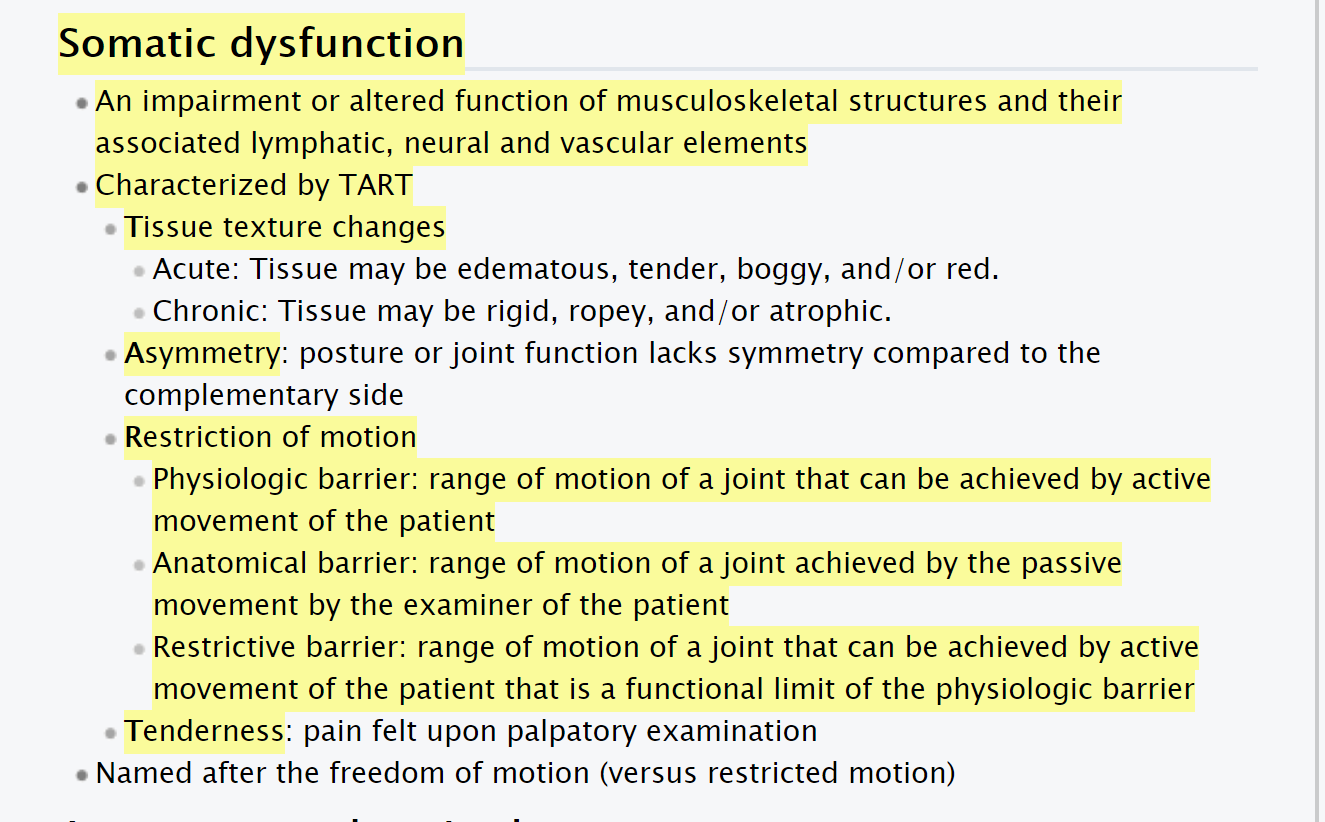 Somatic dysfunction
An impairment or altered function of musculoskeletal structures and their
associated lymphatic, neural and vascular elements
Characterized by TART
Tissue texture changes
Acute: Tissue may be edematous, tender, boggy, and/or red.
Chronic: Tissue may be rigid, ropey, and/or atrophic.
Asymmetry: posture or joint function lacks symmetry compared to the
complementary side
Restriction of motion
Physiologic barrier: range of motion of a joint that can be achieved by active
movement of the patient
Anatomical barrier: range of motion of a joint achieved by the passive
movement by the examiner of the patient
Restrictive barrier: range of motion of a joint that can be achieved by active
movement of the patient that is a functional limit of the physiologic barrier
Tenderness: pain felt upon palpatory examination
Named after the freedom of motion (versus restricted motion)